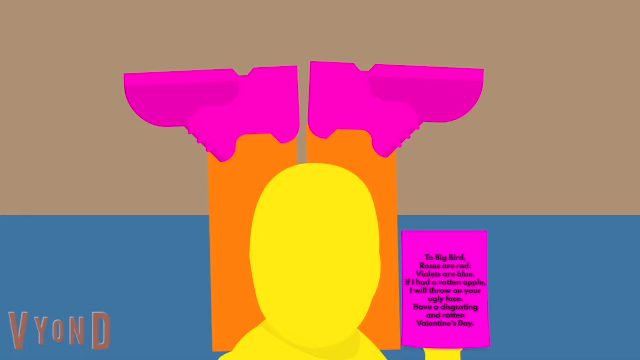 To Big Bird,
Roses are red.
Violets are blue.
If I had a rotten apple,
I will throw on your
ugly face.
Have a disgusting
and rotten
Valentine's Day.
VYOND